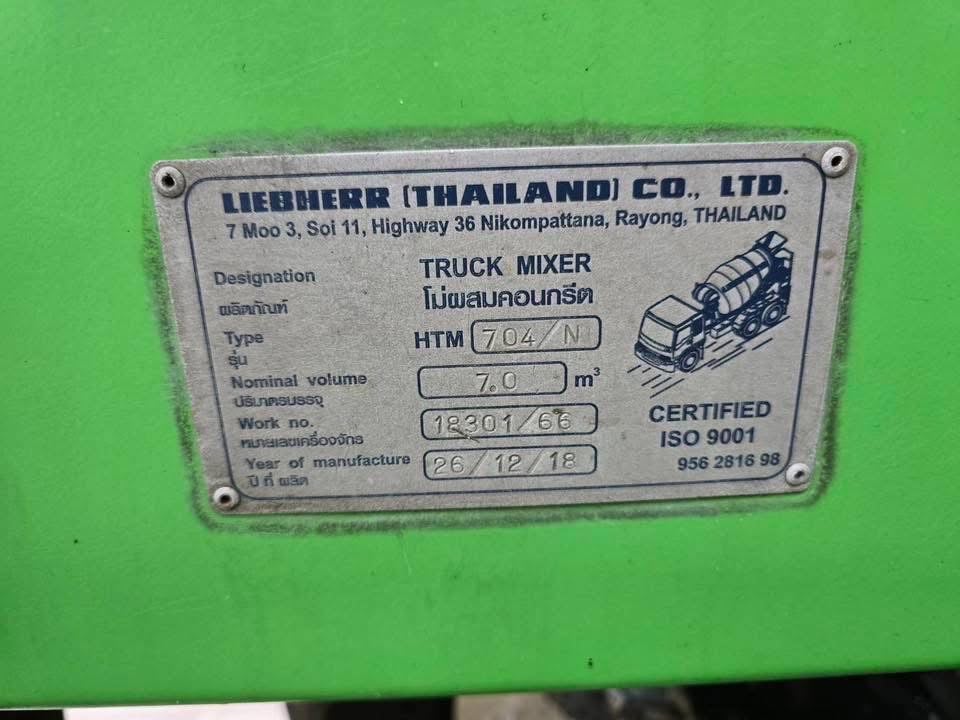 LIEBHERR (THAILAND) CO., LTD.
7 Moo 3, Soi 11, Highway 36 Nikompattana, Rayong, THAILAND
Designation TRUCK MIXER
ผลิตภัณฑ์ โม่ผสมคอนกรีต
Type HTM 704/N
รุ่น
Nominal volume 7.0 m³
ปริมาตรบรรจุ
Work no. 18301/66
หมายเลขเครื่องจักร
Year of manufacture 26/12/18
ปี ที่ ผลิต
CERTIFIED
ISO 9001
956 2816 98